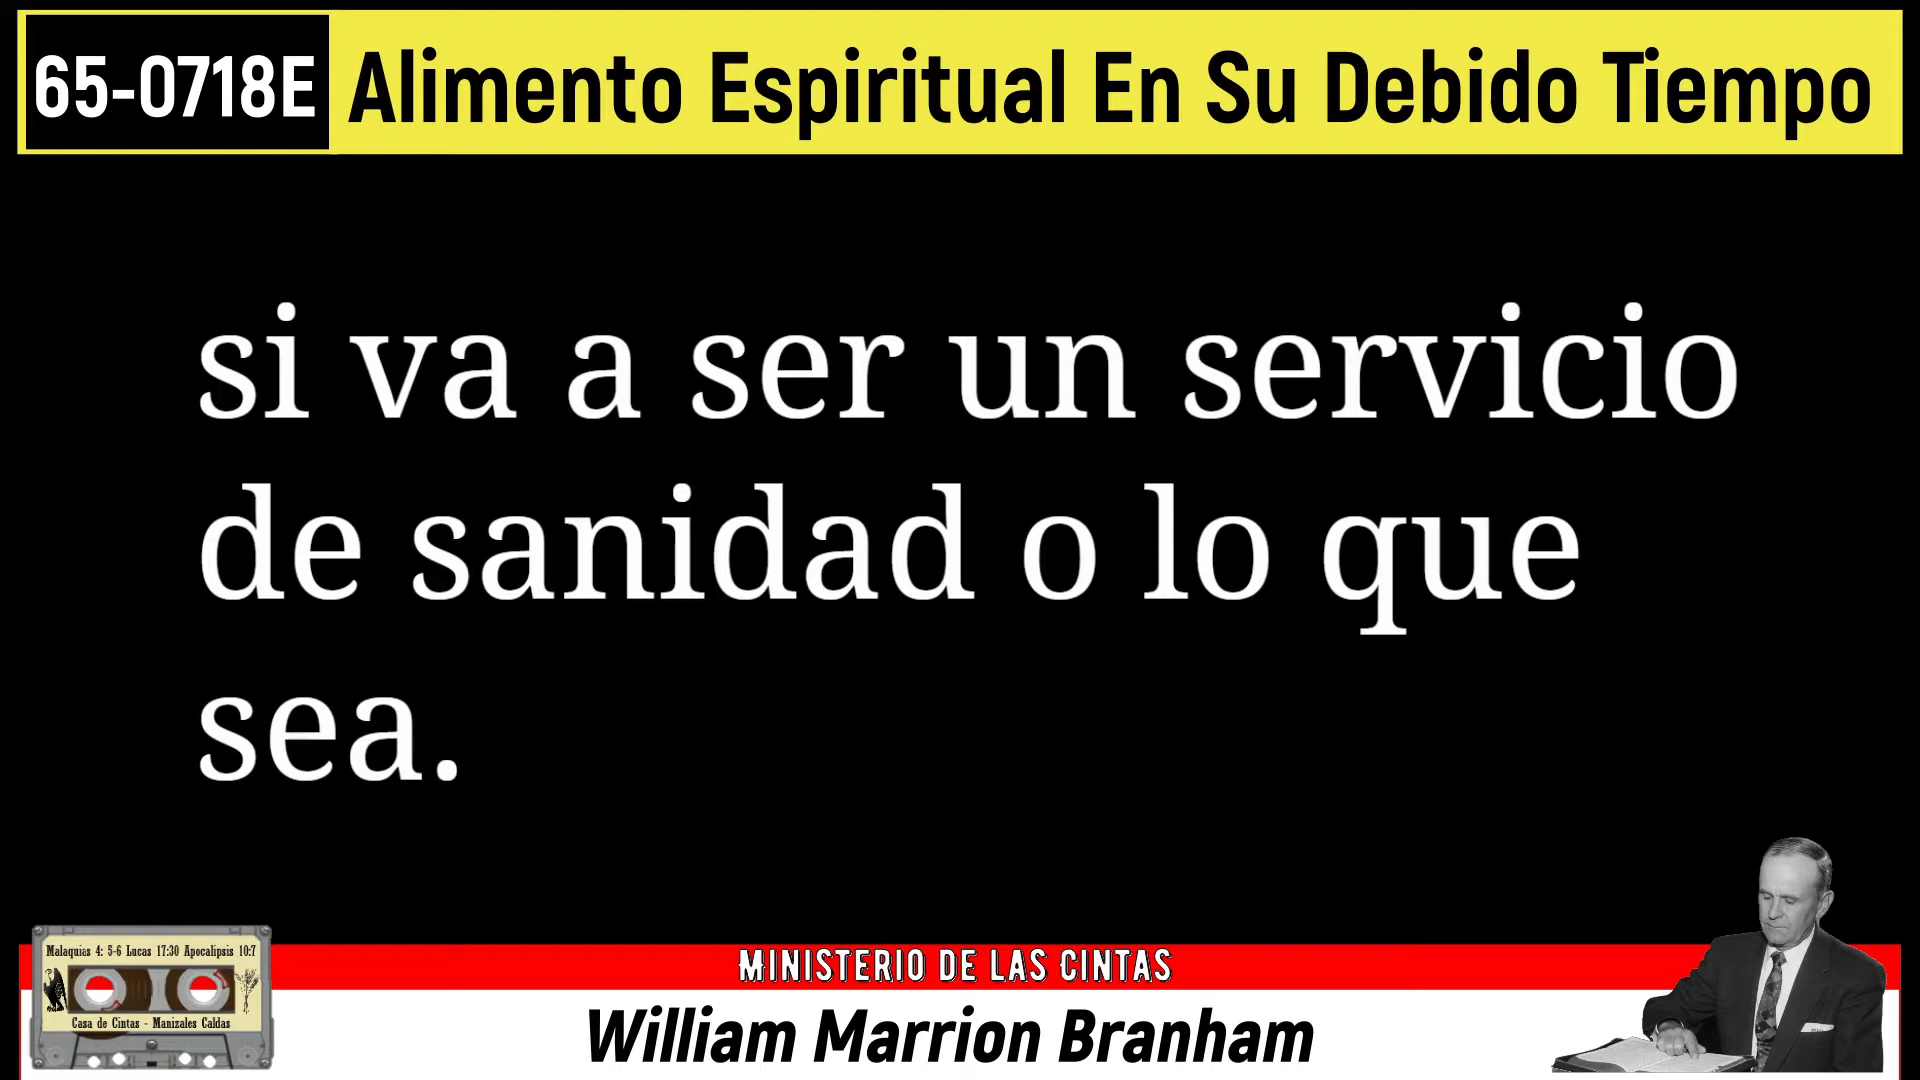 65-0718E Alimento Espiritual En Su Debido Tiempo
si va a ser un servicio
de sanidad o lo que
sea.
Malaquias 4: 5-6 Lucas 17:30 Apocalipsis 10:7
Casa de Cintas - Manizales Caldas
MINISTERIO DE LAS CINTAS
William Marrion Branham